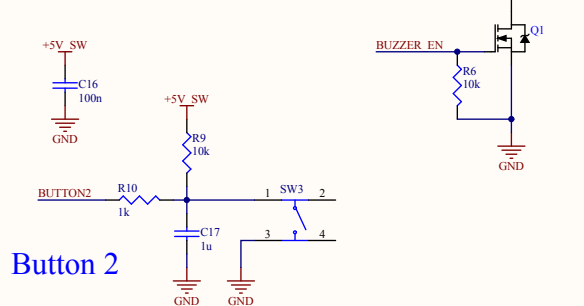 +5V_SW
C16
100n
GND
BUZZER_EN
Q1
R6
10k
GND
+5V_SW
R9
10k
BUTTON2
R10
1k
1
SW3
2
3
4
C17
1u
GND
GND
Button 2